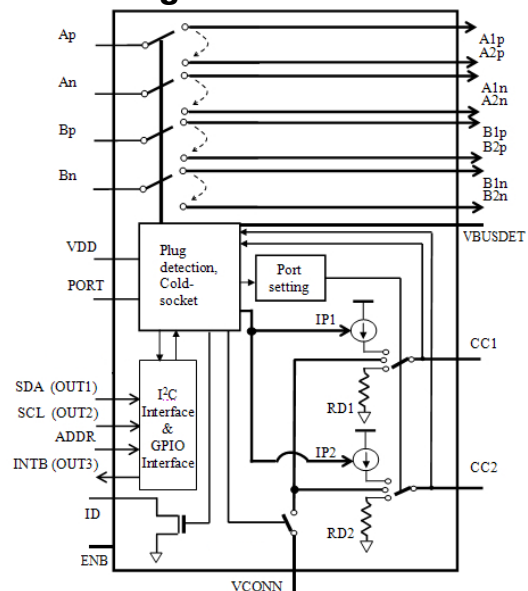 Ap
A1p
A2p
An
A1n
A2n
Bp
B1p
B2p
Bn
B1n
B2n
VBUSDET
VDD
Plug
detection,
Cold-
socket
Port
setting
PORT
IP1
CC1
SDA (OUT1)
SCL (OUT2)
ADDR
INTB (OUT3)
I²C
Interface
&
GPIO
Interface
RD1
IP2
CC2
ID
RD2
ENB
VCONN